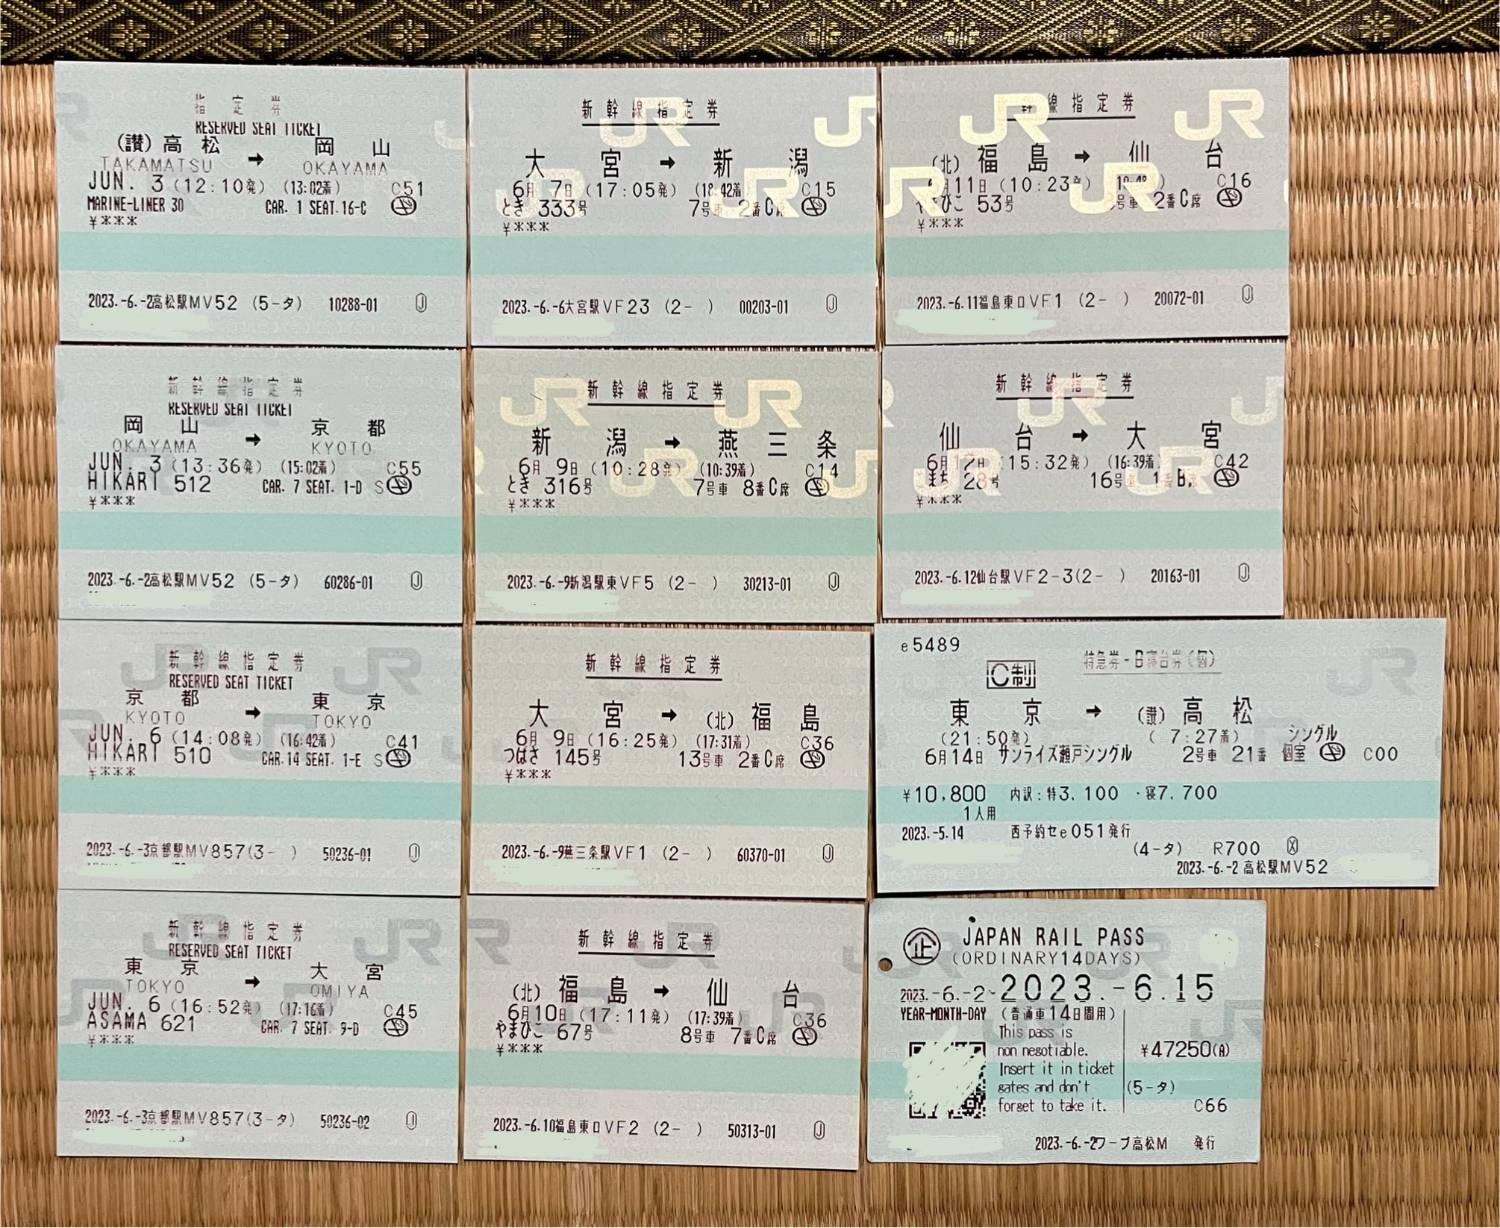 指定券
RESERVED SEAT TICKET
(讃)高松 → 岡山
TAKAMATSU OKAYAMA
JUN. 3 (12:10発) (13:02着) C51
MARINE-LINER 30 CAR. 1 SEAT.16-C
¥***
2023.-6.-2高松駅MV52 (5-タ) 10288-01
新幹線指定券
RESERVED SEAT TICKET
岡山 → 京都
OKAYAMA KYOTO
JUN. 3 (13:36発) (15:02着) C55
HIKARI 512 CAR. 7 SEAT. 1-D S
¥***
2023.-6.-2高松駅MV52 (5-タ) 60286-01
新幹線指定券
RESERVED SEAT TICKET
京都 → 東京
KYOTO TOKYO
JUN. 6 (14:08発) (16:42着) C41
HIKARI 510 CAR.14 SEAT. 1-E S
¥***
2023.-6.-3京都駅MV857(3- ) 50236-01
新幹線指定券
RESERVED SEAT TICKET
東京 → 大宮
TOKYO OMIYA
JUN. 6 (16:52発) (17:16着) C45
ASAMA 621 CAR. 7 SEAT. 9-D
¥***
2023.-6.-3京都駅MV857(3-タ) 50236-02
新幹線指定券
大宮 → 新潟
6月 7日 (17:05発) (18:42着) C15
とき 333号 7号車 2番C席
¥***
2023.-6.-6大宮駅VF23 (2- ) 00203-01
新幹線指定券
新潟 → 燕三条
6月 9日 (10:28発) (10:39着) C14
とき 316号 7号車 8番C席
¥***
2023.-6.-9新潟駅東VF5 (2- ) 30213-01
新幹線指定券
大宮 → (北)福島
6月 9日 (16:25発) (17:31着) C36
つばさ 145号 13号車 2番C席
¥***
2023.-6.-9燕三条駅VF1 (2- ) 60370-01
新幹線指定券
(北)福島 → 仙台
6月10日 (17:11発) (17:39着) C36
やまびこ 67号 8号車 7番C席
¥***
2023.-6.10福島東口VF2 (2- ) 50313-01
幹線指定券
(北)福島 → 仙台
月11日 (10:23発) C16
やまびこ 53号 号車 2番C席
¥***
2023.-6.11福島東口VF1 (2- ) 20072-01
新幹線指定券
仙台 → 大宮
6月 日 (15:32発) (16:39着) C42
28号 16号 1番B席
¥***
2023.-6.12仙台駅VF2-3(2- ) 20163-01
e5489
C制 特急券・B寝台券(個)
東京 → (讃)高松
(21:50発) ( 7:27着) シングル
6月14日 サンライズ瀬戸シングル 2号車 21番 個室 C00
¥10,800 内訳:特3,100 ・寝7,700
1人用
2023.-5.14 西予約セe051発行
(4-タ) R700
2023.-6.-2 高松駅MV52
企 JAPAN RAIL PASS
(ORDINARY14DAYS)
2023.-6.-2~2023.-6.15
YEAR-MONTH-DAY (普通車14日間用)
This pass is
non negotiable. ¥47250(A)
Insert it in ticket
gates and don't (5-タ)
forget to take it. C66
2023.-6.-2ワープ高松M 発行